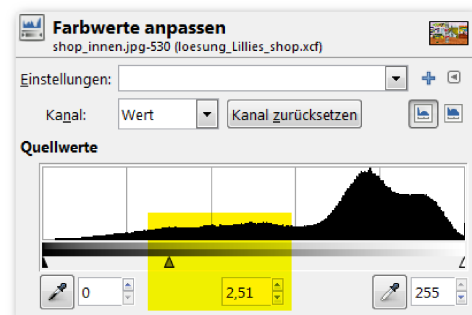 Farbwerte anpassen
shop_innen.jpg-530 (loesung_Lillies_shop.xcf)
Einstellungen:
Kanal: Wert Kanal zurücksetzen
Quellwerte
0 2,51 255